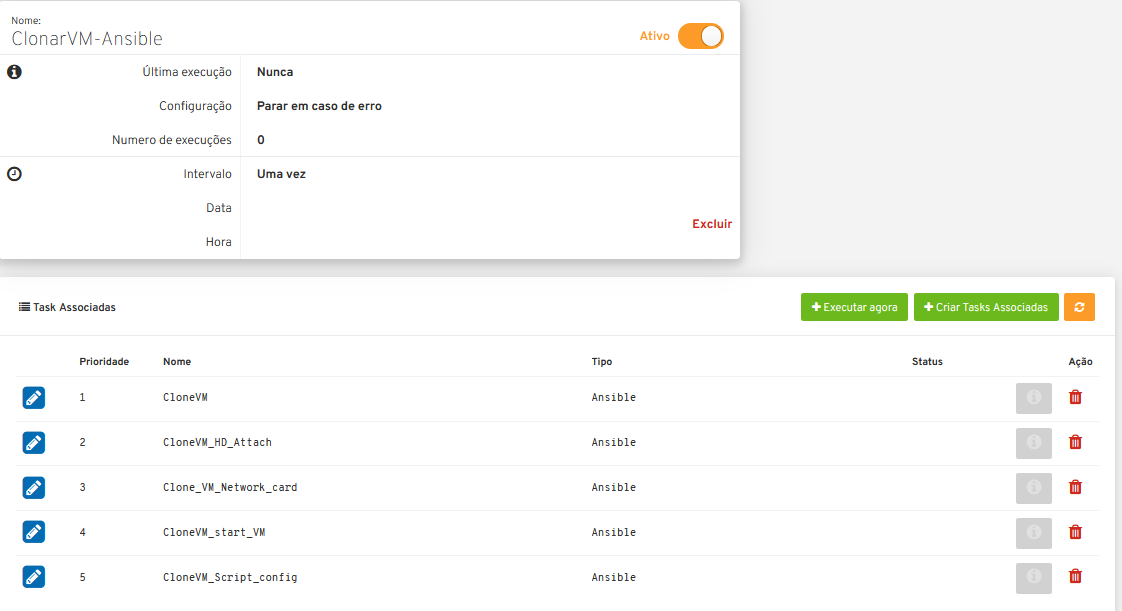 Nome:
ClonarVM-Ansible
Ativo
Última execução Nunca
Configuração Parar em caso de erro
Numero de execuções 0
Intervalo Uma vez
Data
Excluir
Hora
Task Associadas Executar agora Criar Tasks Associadas
Prioridade Nome Tipo Status Ação
1 CloneVM Ansible
2 CloneVM_HD_Attach Ansible
3 Clone_VM_Network_card Ansible
4 CloneVM_start_VM Ansible
5 CloneVM_Script_config Ansible